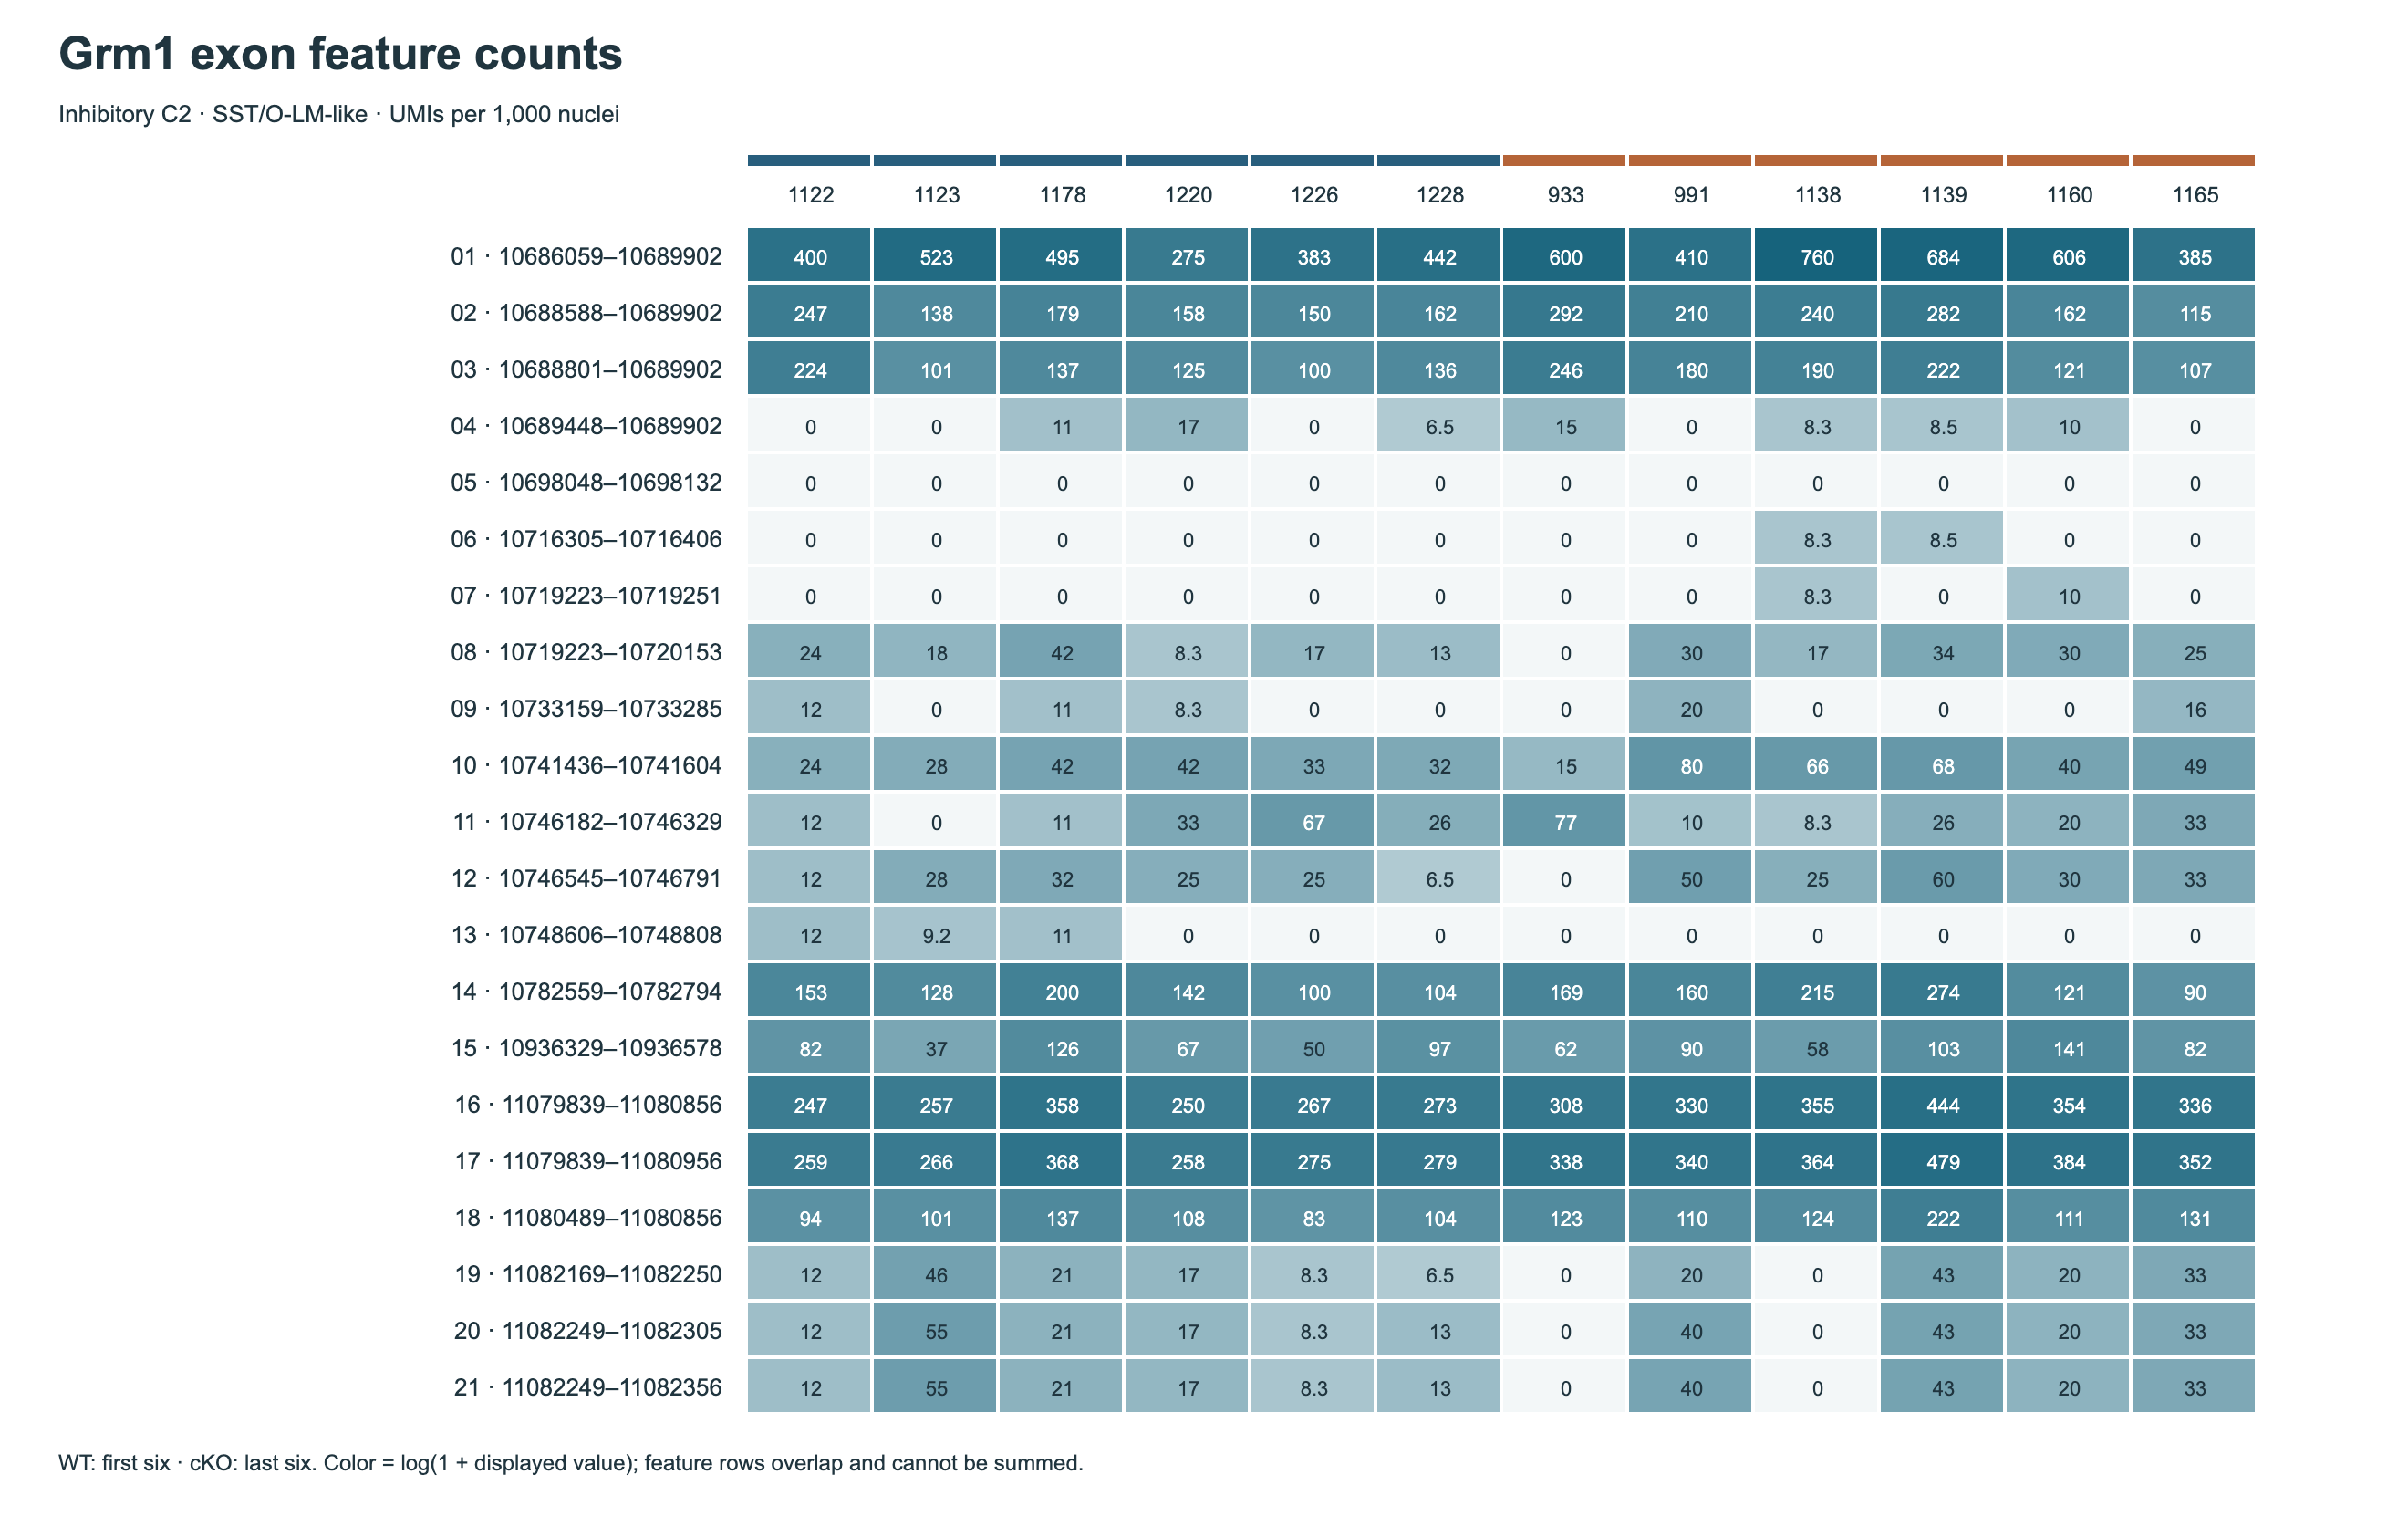 Grm1 exon feature counts
Inhibitory C2 · SST/O-LM-like · UMIs per 1,000 nuclei
1122 1123 1178 1220 1226 1228 933 991 1138 1139 1160 1165
01 · 10686059–10689902 400 523 495 275 383 442 600 410 760 684 606 385
02 · 10688588–10689902 247 138 179 158 150 162 292 210 240 282 162 115
03 · 10688801–10689902 224 101 137 125 100 136 246 180 190 222 121 107
04 · 10689448–10689902 0 0 11 17 0 6.5 15 0 8.3 8.5 10 0
05 · 10698048–10698132 0 0 0 0 0 0 0 0 0 0 0 0
06 · 10716305–10716406 0 0 0 0 0 0 0 0 8.3 8.5 0 0
07 · 10719223–10719251 0 0 0 0 0 0 0 0 8.3 0 10 0
08 · 10719223–10720153 24 18 42 8.3 17 13 0 30 17 34 30 25
09 · 10733159–10733285 12 0 11 8.3 0 0 0 20 0 0 0 16
10 · 10741436–10741604 24 28 42 42 33 32 15 80 66 68 40 49
11 · 10746182–10746329 12 0 11 33 67 26 77 10 8.3 26 20 33
12 · 10746545–10746791 12 28 32 25 25 6.5 0 50 25 60 30 33
13 · 10748606–10748808 12 9.2 11 0 0 0 0 0 0 0 0 0
14 · 10782559–10782794 153 128 200 142 100 104 169 160 215 274 121 90
15 · 10936329–10936578 82 37 126 67 50 97 62 90 58 103 141 82
16 · 11079839–11080856 247 257 358 250 267 273 308 330 355 444 354 336
17 · 11079839–11080956 259 266 368 258 275 279 338 340 364 479 384 352
18 · 11080489–11080856 94 101 137 108 83 104 123 110 124 222 111 131
19 · 11082169–11082250 12 46 21 17 8.3 6.5 0 20 0 43 20 33
20 · 11082249–11082305 12 55 21 17 8.3 13 0 40 0 43 20 33
21 · 11082249–11082356 12 55 21 17 8.3 13 0 40 0 43 20 33
WT: first six · cKO: last six. Color = log(1 + displayed value); feature rows overlap and cannot be summed.